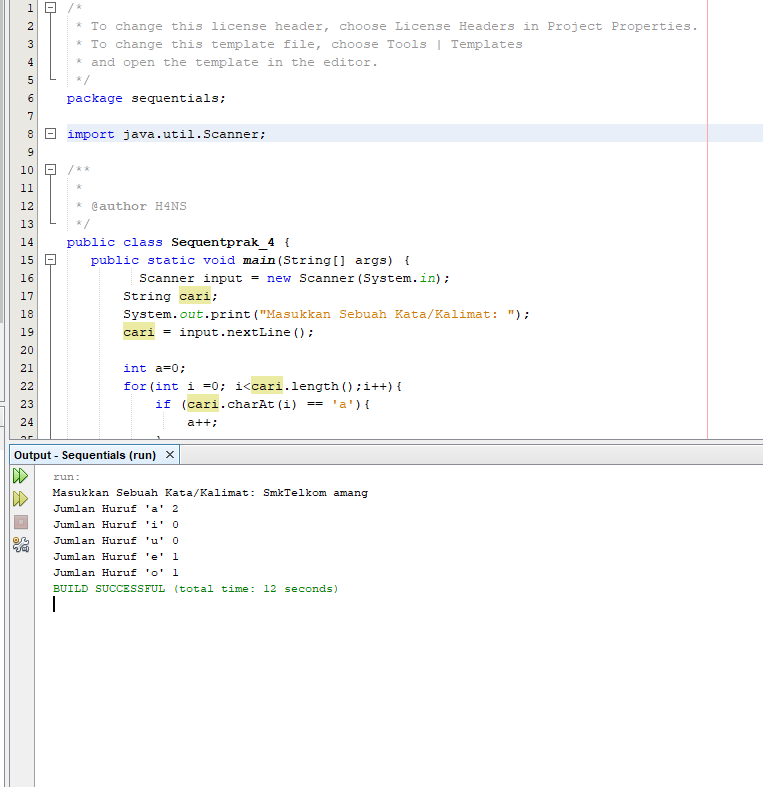 1 /*
2 * To change this license header, choose License Headers in Project Properties.
3 * To change this template file, choose Tools | Templates
4 * and open the template in the editor.
5 */
6 package sequentials;
7
8 import java.util.Scanner;
9
10 /**
11 *
12 * @author H4NS
13 */
14 public class Sequentprak_4 {
15 public static void main(String[] args) {
16 Scanner input = new Scanner(System.in);
17 String cari;
18 System.out.print("Masukkan Sebuah Kata/Kalimat: ");
19 cari = input.nextLine();
20
21 int a=0;
22 for(int i =0; i<cari.length();i++){
23 if (cari.charAt(i) == 'a'){
24 a++;
25 }
Output - Sequentials (run) ×
run:
Masukkan Sebuah Kata/Kalimat: SmkTelkom amang
Jumlan Huruf 'a' 2
Jumlan Huruf 'i' 0
Jumlan Huruf 'u' 0
Jumlan Huruf 'e' 1
Jumlan Huruf 'o' 1
BUILD SUCCESSFUL (total time: 12 seconds)